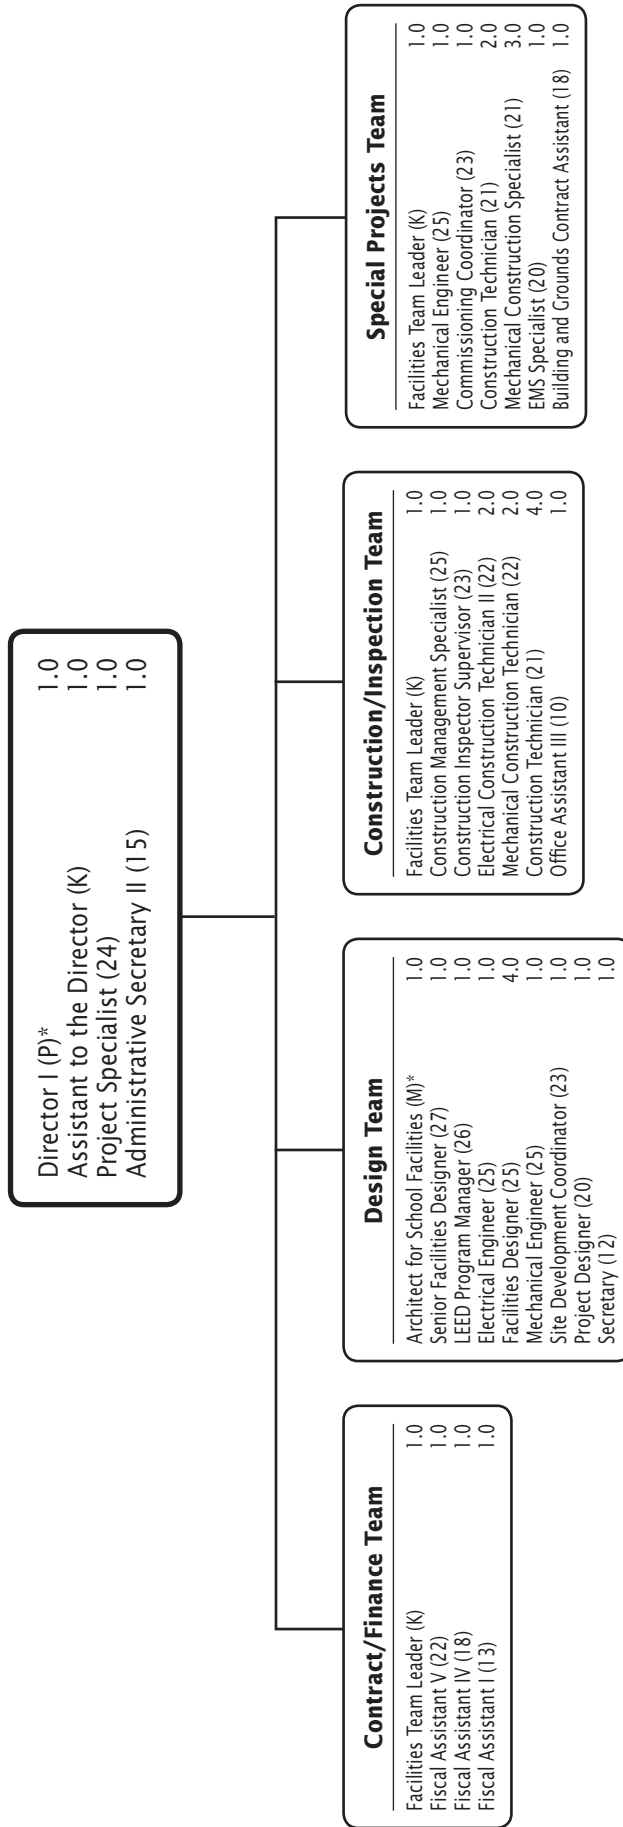 Director I (P)* 1.0
Assistant to the Director (K) 1.0
Project Specialist (24) 1.0
Administrative Secretary II (15) 1.0
Contract/Finance Team
Facilities Team Leader (K) 1.0
Fiscal Assistant V (22) 1.0
Fiscal Assistant IV (18) 1.0
Fiscal Assistant I (13) 1.0
Design Team
Architect for School Facilities (M)* 1.0
Senior Facilities Designer (27) 1.0
LEED Program Manager (26) 1.0
Electrical Engineer (25) 1.0
Facilities Designer (25) 4.0
Mechanical Engineer (25) 1.0
Site Development Coordinator (23) 1.0
Project Designer (20) 1.0
Secretary (12) 1.0
Construction/Inspection Team
Facilities Team Leader (K) 1.0
Construction Management Specialist (25) 1.0
Construction Inspector Supervisor (23) 1.0
Electrical Construction Technician II (22) 2.0
Mechanical Construction Technician (22) 2.0
Construction Technician (21) 4.0
Office Assistant III (10) 1.0
Special Projects Team
Facilities Team Leader (K) 1.0
Mechanical Engineer (25) 1.0
Commissioning Coordinator (23) 1.0
Construction Technician (21) 2.0
Mechanical Construction Specialist (21) 3.0
EMS Specialist (20) 1.0
Building and Grounds Contract Assistant (18) 1.0